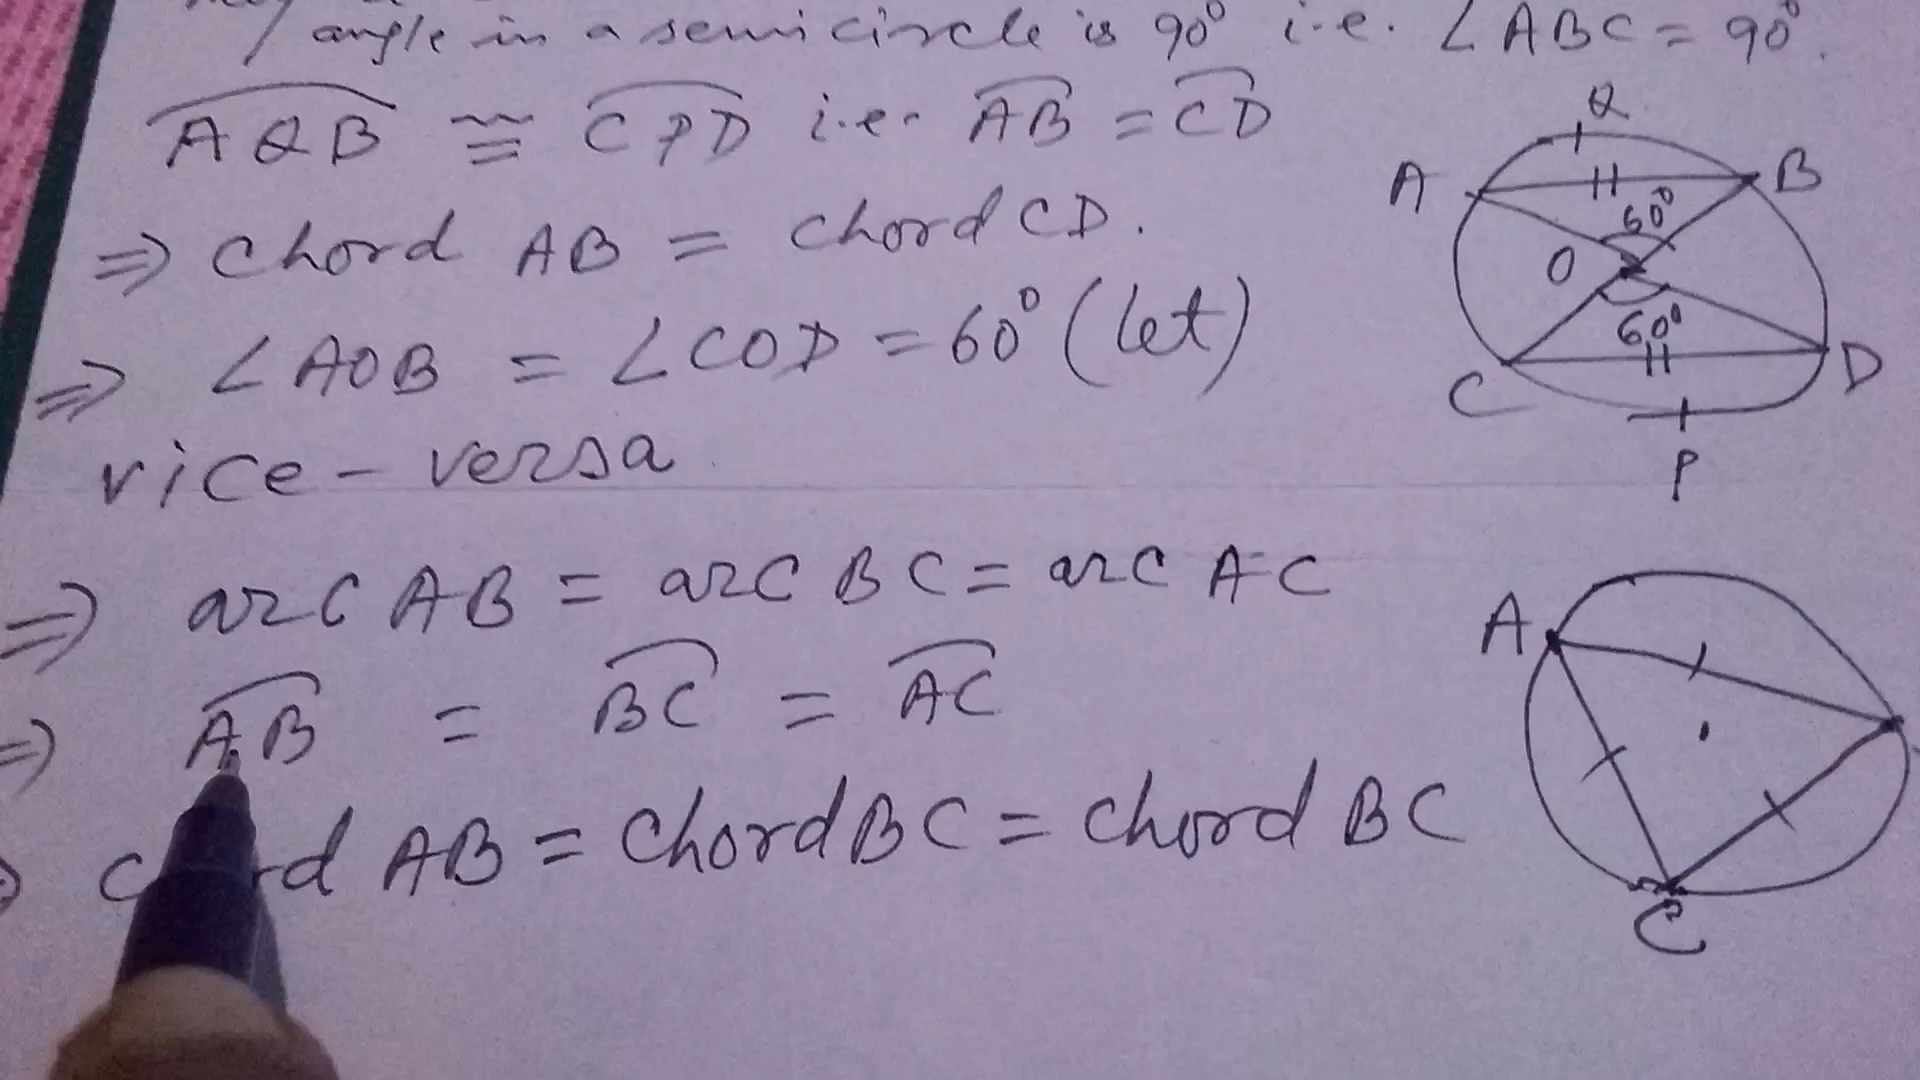 angle in a semicircle is 90° i.e. ∠ABC = 90°.
AQB ≅ CPD i.e. AB = CD
⇒ chord AB = chord CD.
⇒ ∠AOB = ∠COD = 60° (let)
vice-versa
⇒ arc AB = arc BC = arc AC
⇒ AB = BC = AC
AB = chord BC = chord BC
Q
A
B
60°
O
60°
C
D
P
A
C